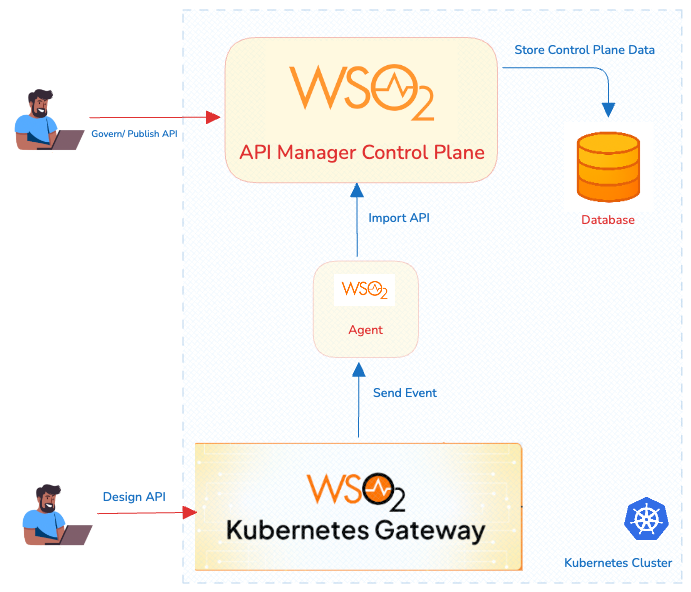 Store Control Plane Data
WSO2
Govern/ Publish API
API Manager Control Plane
Import API
Database
WSO2
Agent
Send Event
WSO2
Design API
Kubernetes Gateway
Kubernetes Cluster